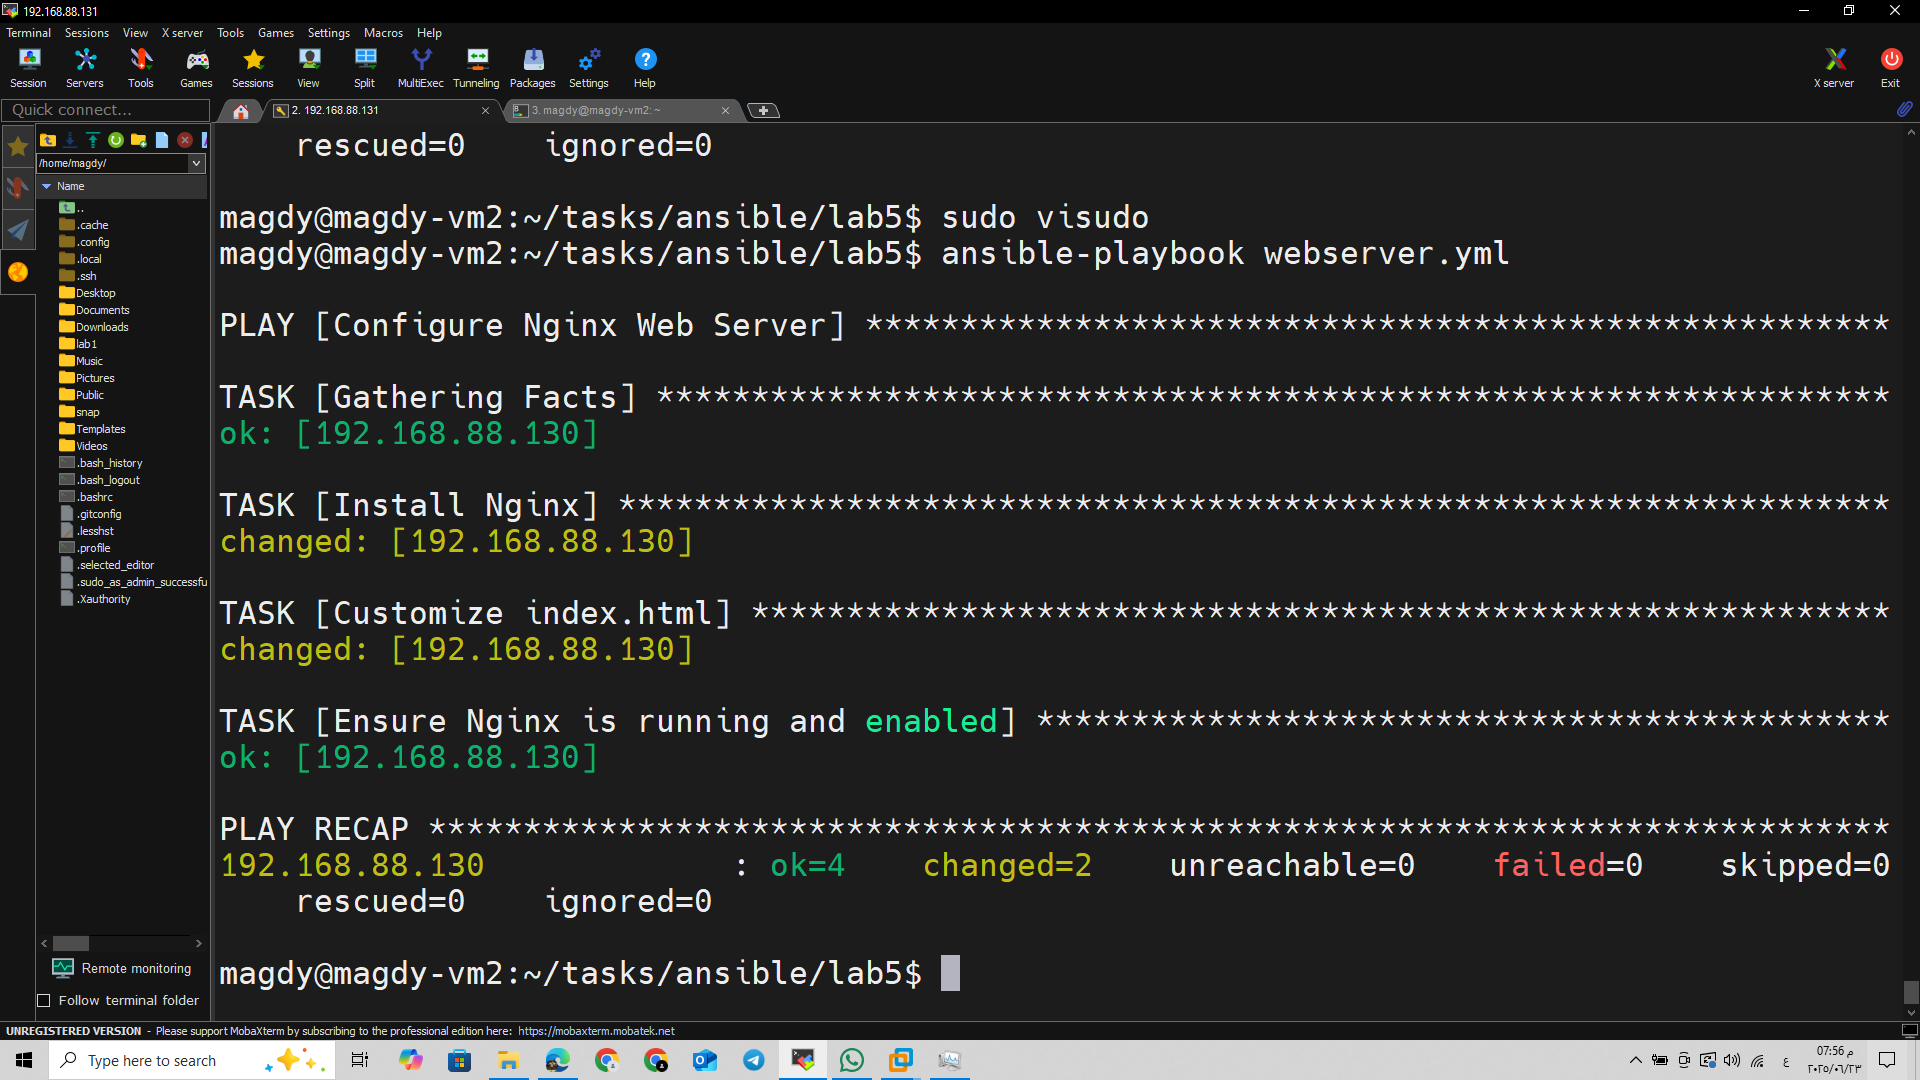 192.168.88.131
Terminal Sessions View X server Tools Games Settings Macros Help
Session Servers Tools Games Sessions View Split MultiExec Tunneling Packages Settings Help X server Exit
Quick connect... 2. 192.168.88.131 3. magdy@magdy-vm2: ~
/home/magdy/
Name
..
.cache
.config
.local
.ssh
Desktop
Documents
Downloads
lab1
Music
Pictures
Public
snap
Templates
Videos
.bash_history
.bash_logout
.bashrc
.gitconfig
.lesshst
.profile
.selected_editor
.sudo_as_admin_successfu
.Xauthority
Remote monitoring
Follow terminal folder
rescued=0 ignored=0
magdy@magdy-vm2:~/tasks/ansible/lab5$ sudo visudo
magdy@magdy-vm2:~/tasks/ansible/lab5$ ansible-playbook webserver.yml
PLAY [Configure Nginx Web Server] ******************************************************
TASK [Gathering Facts] *****************************************************************
ok: [192.168.88.130]
TASK [Install Nginx] *******************************************************************
changed: [192.168.88.130]
TASK [Customize index.html] ************************************************************
changed: [192.168.88.130]
TASK [Ensure Nginx is running and enabled] *********************************************
ok: [192.168.88.130]
PLAY RECAP *****************************************************************************
192.168.88.130 : ok=4 changed=2 unreachable=0 failed=0 skipped=0
rescued=0 ignored=0
magdy@magdy-vm2:~/tasks/ansible/lab5$
UNREGISTERED VERSION - Please support MobaXterm by subscribing to the professional edition here: https://mobaxterm.mobatek.net
Type here to search
ع
07:56 م
٢٠٢٥/٠٦/٢٣